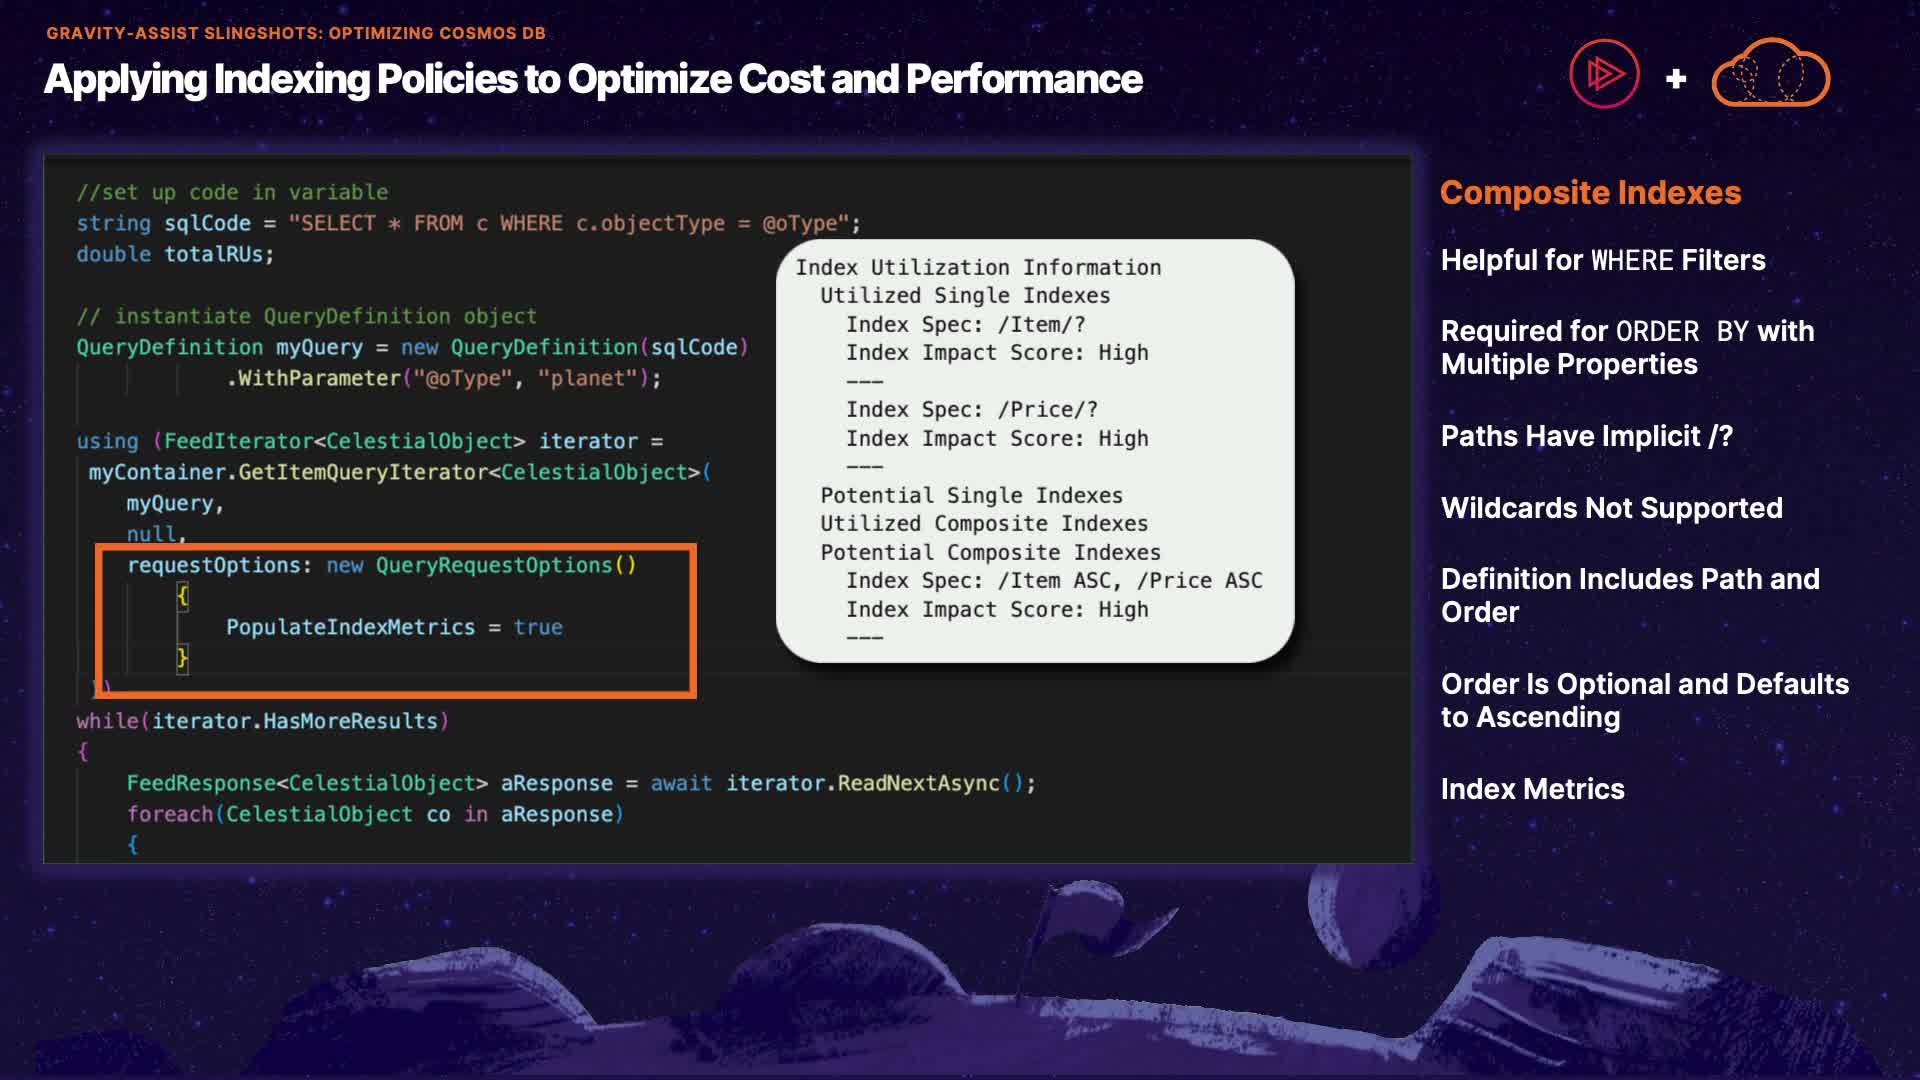 GRAVITY-ASSIST SLINGSHOTS: OPTIMIZING COSMOS DB
Applying Indexing Policies to Optimize Cost and Performance
+
//set up code in variable
string sqlCode = "SELECT * FROM c WHERE c.objectType = @oType";
double totalRUs;
// instantiate QueryDefinition object
QueryDefinition myQuery = new QueryDefinition(sqlCode)
.WithParameter("@oType", "planet");
using (FeedIterator<CelestialObject> iterator =
myContainer.GetItemQueryIterator<CelestialObject>(
myQuery,
null,
requestOptions: new QueryRequestOptions()
{
PopulateIndexMetrics = true
}
)
while(iterator.HasMoreResults)
{
FeedResponse<CelestialObject> aResponse = await iterator.ReadNextAsync();
foreach(CelestialObject co in aResponse)
{
Index Utilization Information
Utilized Single Indexes
Index Spec: /Item/?
Index Impact Score: High
---
Index Spec: /Price/?
Index Impact Score: High
---
Potential Single Indexes
Utilized Composite Indexes
Potential Composite Indexes
Index Spec: /Item ASC, /Price ASC
Index Impact Score: High
---
Composite Indexes
Helpful for WHERE Filters
Required for ORDER BY with
Multiple Properties
Paths Have Implicit /?
Wildcards Not Supported
Definition Includes Path and
Order
Order Is Optional and Defaults
to Ascending
Index Metrics